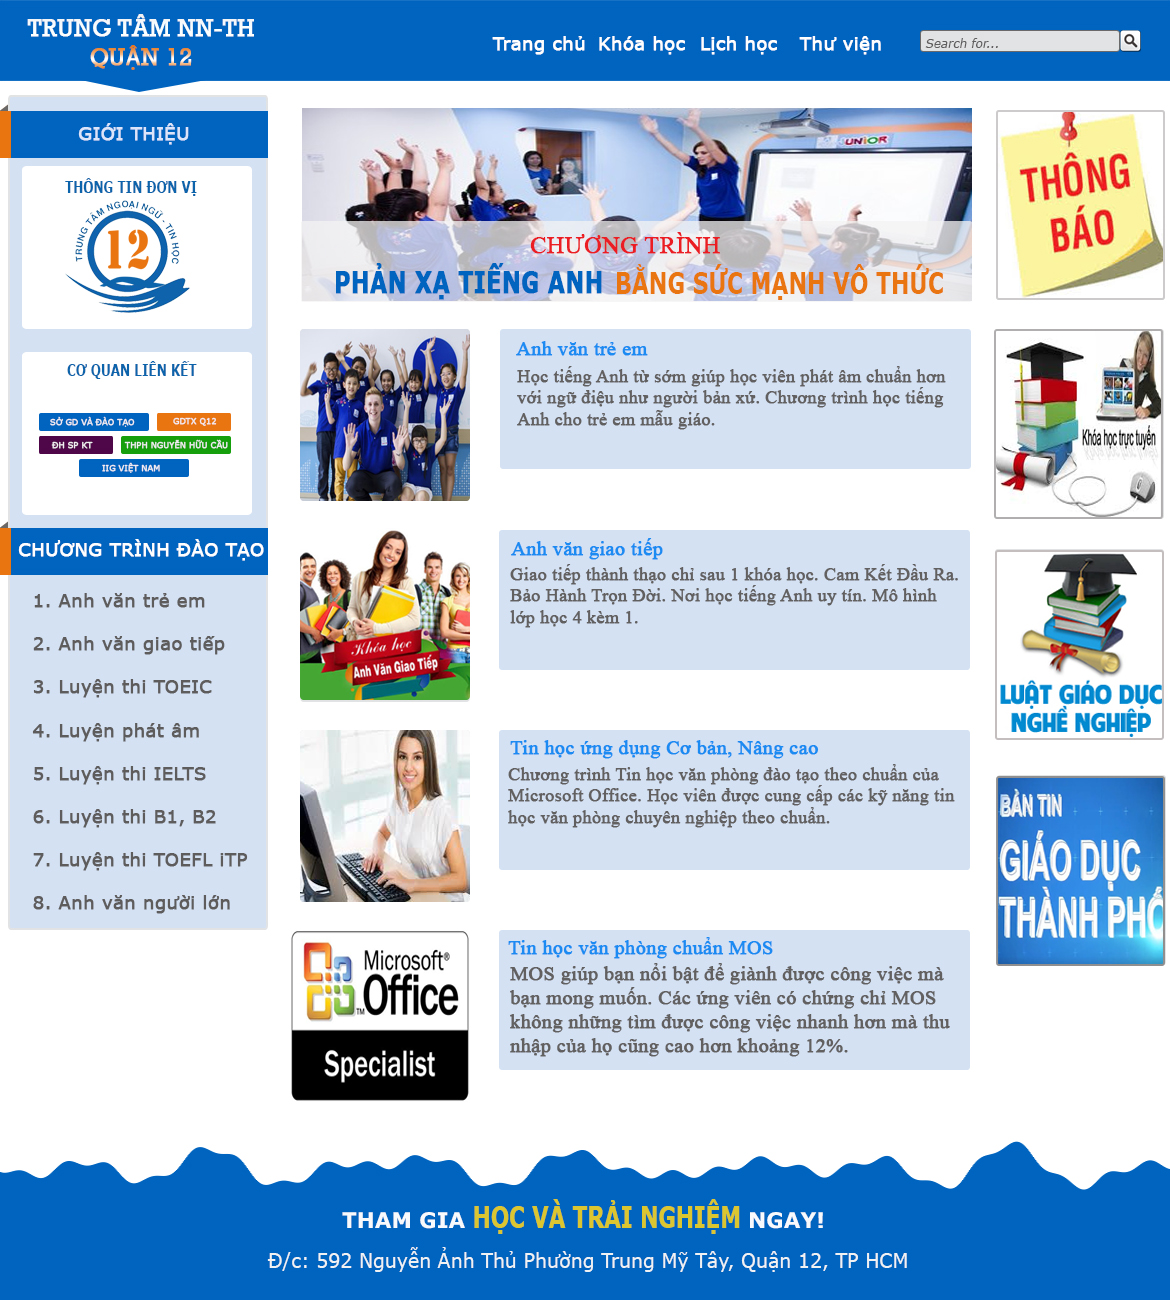 TRUNG TÂM NN-TH
QUẬN 12
Trang chủ Khóa học Lịch học Thư viện
Search for...
GIỚI THIỆU
THÔNG TIN ĐƠN VỊ
TRUNG TÂM NGOẠI NGỮ - TIN HỌC
12
CƠ QUAN LIÊN KẾT
SỞ GD VÀ ĐÀO TẠO
GDTX Q12
ĐH SP KT
THPH NGUYỄN HỮU CẦU
IIG VIỆT NAM
CHƯƠNG TRÌNH ĐÀO TẠO
1. Anh văn trẻ em
2. Anh văn giao tiếp
3. Luyện thi TOEIC
4. Luyện phát âm
5. Luyện thi IELTS
6. Luyện thi B1, B2
7. Luyện thi TOEFL iTP
8. Anh văn người lớn
JUNIOR
CHƯƠNG TRÌNH
PHẢN XẠ TIẾNG ANH BẰNG SỨC MẠNH VÔ THỨC
Anh văn trẻ em
Học tiếng Anh từ sớm giúp học viên phát âm chuẩn hơn
với ngữ điệu như người bản xứ. Chương trình học tiếng
Anh cho trẻ em mẫu giáo.
Khóa học
Anh Văn Giao Tiếp
Anh văn giao tiếp
Giao tiếp thành thạo chỉ sau 1 khóa học. Cam Kết Đầu Ra.
Bảo Hành Trọn Đời. Nơi học tiếng Anh uy tín. Mô hình
lớp học 4 kèm 1.
Tin học ứng dụng Cơ bản, Nâng cao
Chương trình Tin học văn phòng đào tạo theo chuẩn của
Microsoft Office. Học viên được cung cấp các kỹ năng tin
học văn phòng chuyên nghiệp theo chuẩn.
Microsoft®
Office
TM
Specialist
Tin học văn phòng chuẩn MOS
MOS giúp bạn nổi bật để giành được công việc mà
bạn mong muốn. Các ứng viên có chứng chỉ MOS
không những tìm được công việc nhanh hơn mà thu
nhập của họ cũng cao hơn khoảng 12%.
THÔNG
BÁO
Khóa học trực tuyến
LUẬT GIÁO DỤC
NGHỀ NGHIỆP
BẢN TIN
GIÁO DỤC
THÀNH PHỐ
THAM GIA HỌC VÀ TRẢI NGHIỆM NGAY!
Đ/c: 592 Nguyễn Ảnh Thủ Phường Trung Mỹ Tây, Quận 12, TP HCM